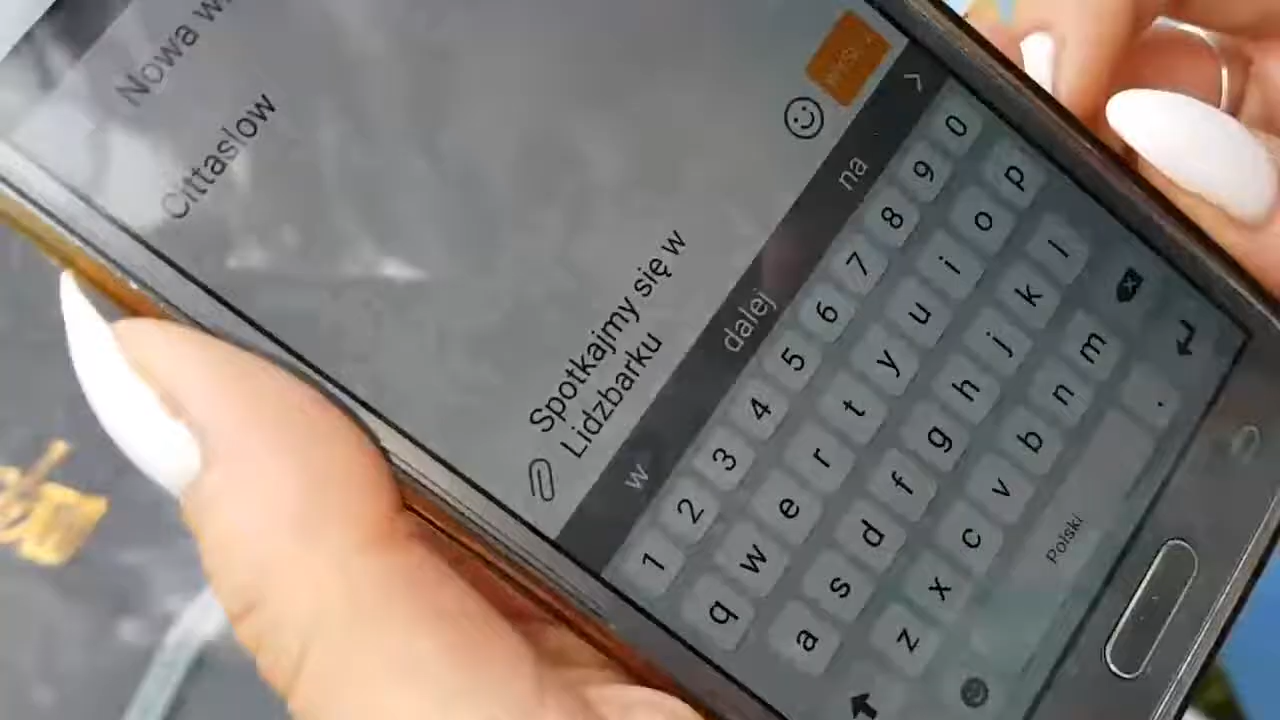 Nowa
Cittaslow
Spotkajmy się w
Lidzbarku
w dalej na
1 2 3 4 5 6 7 8 9 0
q w e r t y u i o p
a s d f g h j k l
z x c v b n m
Polski .